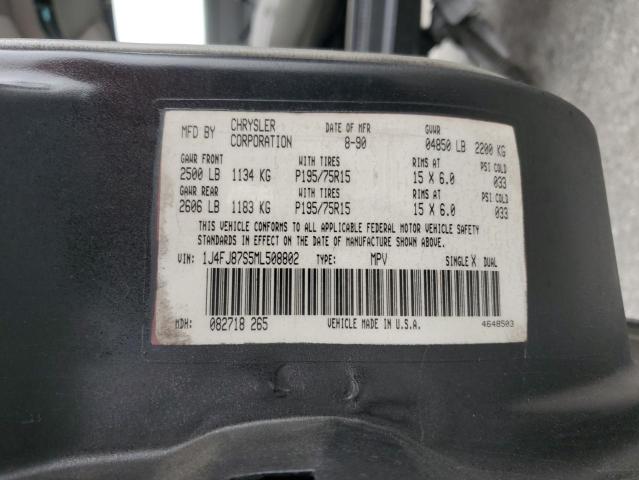 MFD BY CHRYSLER CORPORATION DATE OF MFR 8-90 GVWR 04850 LB 2200 KG
GAWR FRONT WITH TIRES RIMS AT PSI COLD
2500 LB 1134 KG P195/75R15 15 X 6.0 033
GAWR REAR WITH TIRES RIMS AT PSI COLD
2606 LB 1183 KG P195/75R15 15 X 6.0 033
THIS VEHICLE CONFORMS TO ALL APPLICABLE FEDERAL MOTOR VEHICLE SAFETY
STANDARDS IN EFFECT ON THE DATE OF MANUFACTURE SHOWN ABOVE.
VIN: 1J4FJ87S5ML508802 TYPE: MPV SINGLE X DUAL
MDH: 082718 265 VEHICLE MADE IN U.S.A. 4648503